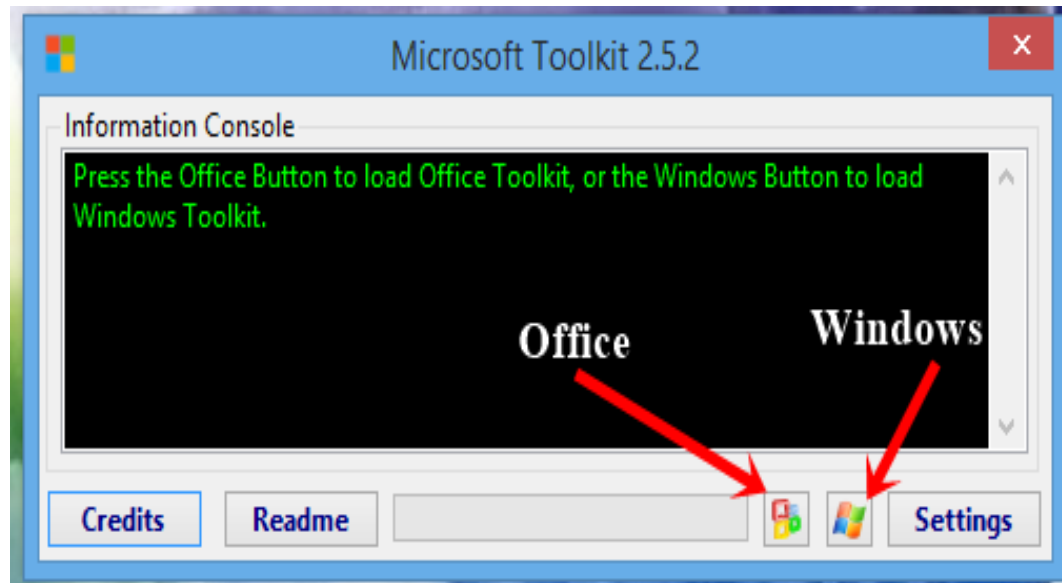 Microsoft Toolkit 2.5.2
x
Information Console
Press the Office Button to load Office Toolkit, or the Windows Button to load
Windows Toolkit.
Office
Windows
Credits
Readme
Settings